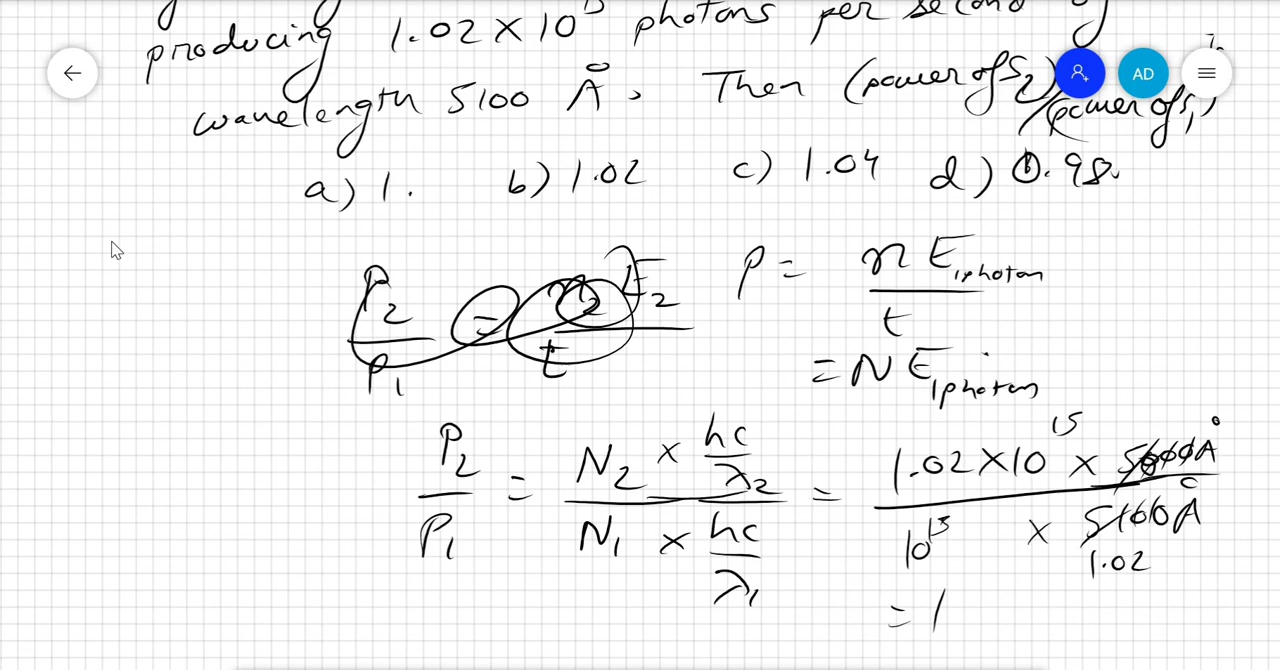 producing 1.02 × 10^15 photons per second of
wavelength 5100 Å. Then (power of S2)/(power of S1)
AD
a) 1. b) 1.02 c) 1.04 d) 0.98.
P2/P1 = n2 E2/t
P = n E1photon/t
= N E1photon
P2/P1 = N2 × hc/λ2 / N1 × hc/λ1 = 1.02 × 10^15 × 5000 Å / 10^15 × 5100 Å
1.02
= 1